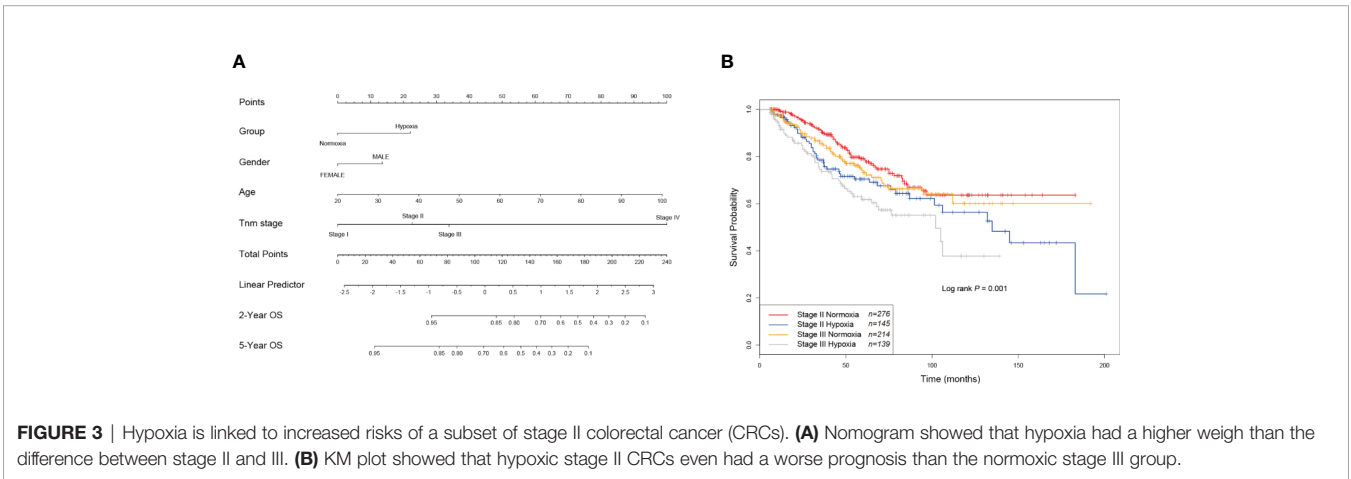 A
Points
0 10 20 30 40 50 60 70 80 90 100
Group
Hypoxia
Normoxia
Gender
MALE
FEMALE
Age
20 30 40 50 60 70 80 90 100
Tnm stage
Stage II
Stage IV
Stage I
Stage III
Total Points
0 20 40 60 80 100 120 140 160 180 200 220 240
Linear Predictor
-2.5 -2 -1.5 -1 -0.5 0 0.5 1 1.5 2 2.5 3
2-Year OS
0.95 0.85 0.80 0.70 0.60 0.5 0.4 0.3 0.2 0.1
5-Year OS
0.95 0.85 0.80 0.70 0.6 0.5 0.4 0.3 0.2 0.1
B
Survival Probability
1.0
0.8
0.6
0.4
0.2
0.0
Log rank P = 0.001
Stage II Normoxia n=276
Stage II Hypoxia n=145
Stage III Normoxia n=214
Stage III Hypoxia n=139
0 50 100 150 200
Time (months)
FIGURE 3 | Hypoxia is linked to increased risks of a subset of stage II colorectal cancer (CRCs). (A) Nomogram showed that hypoxia had a higher weigh than the
difference between stage II and III. (B) KM plot showed that hypoxic stage II CRCs even had a worse prognosis than the normoxic stage III group.